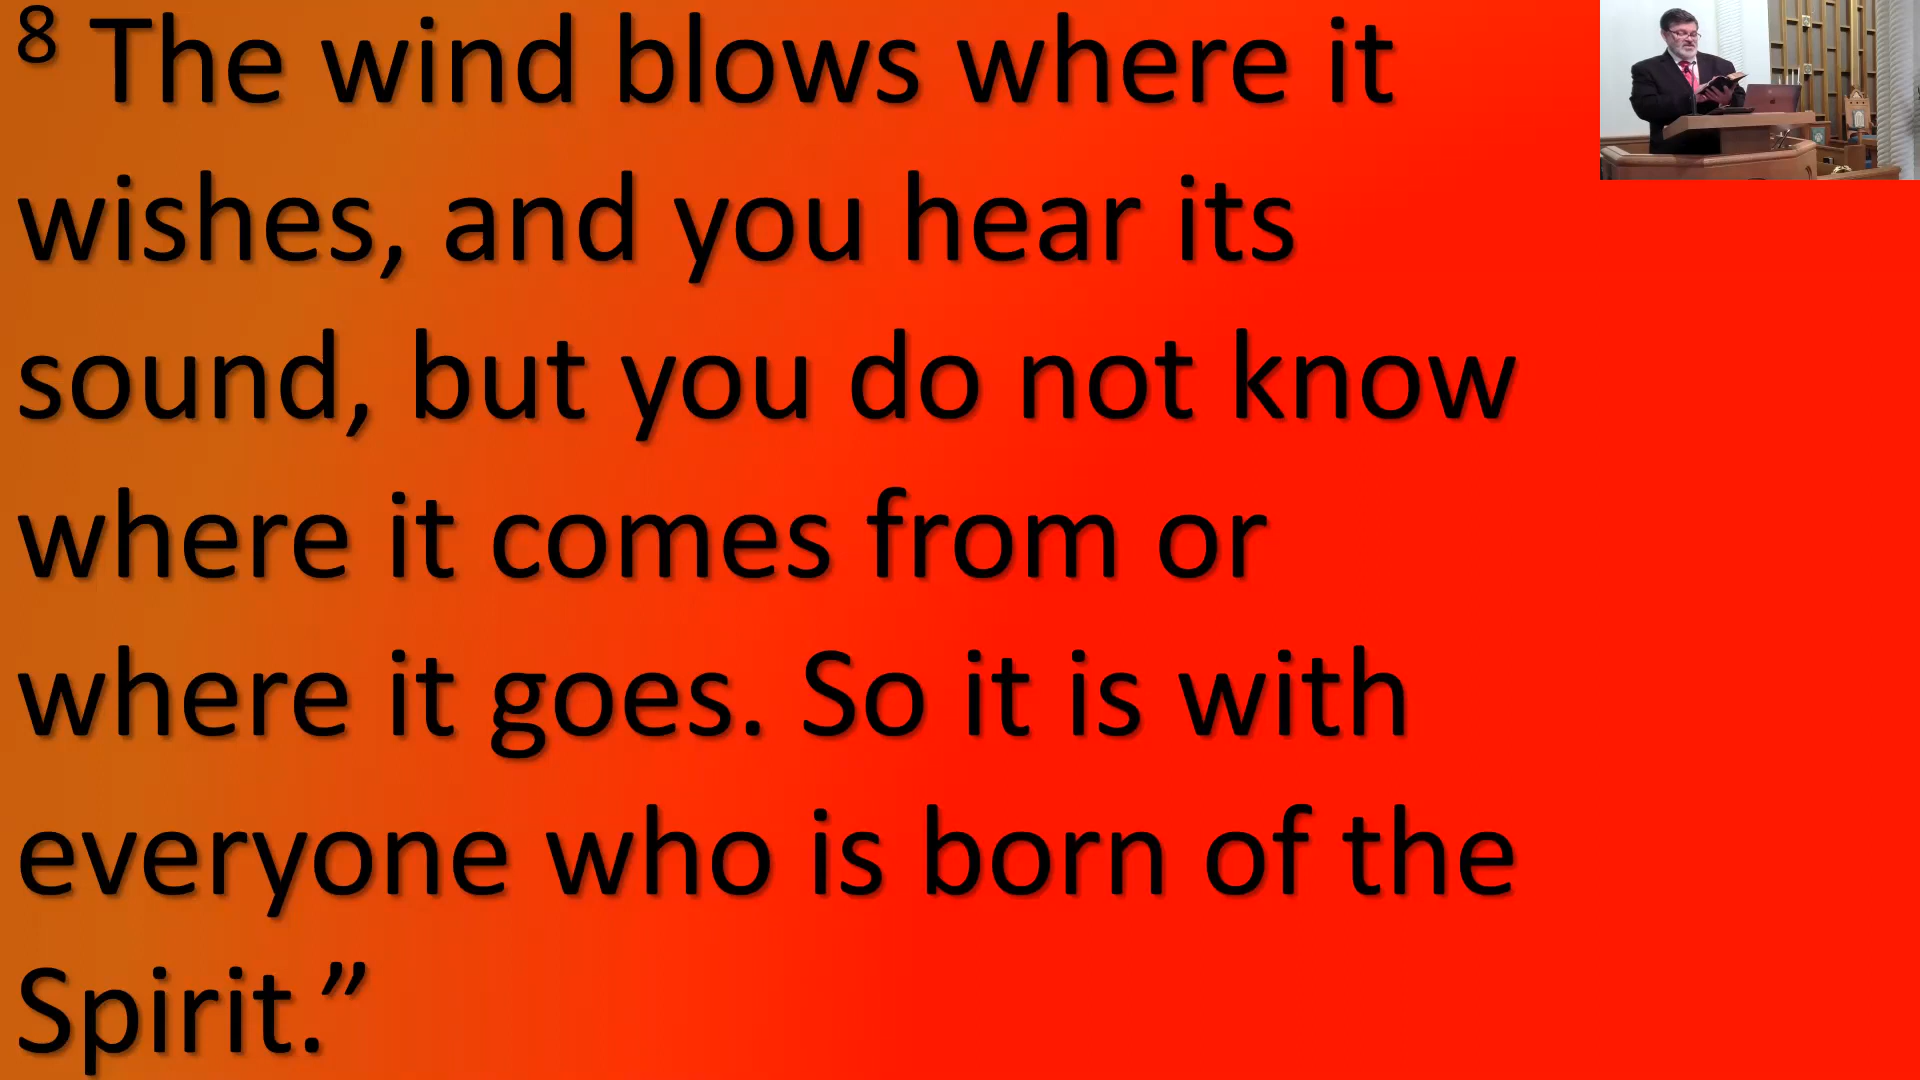 8 The wind blows where it
wishes, and you hear its
sound, but you do not know
where it comes from or
where it goes. So it is with
everyone who is born of the
Spirit.”